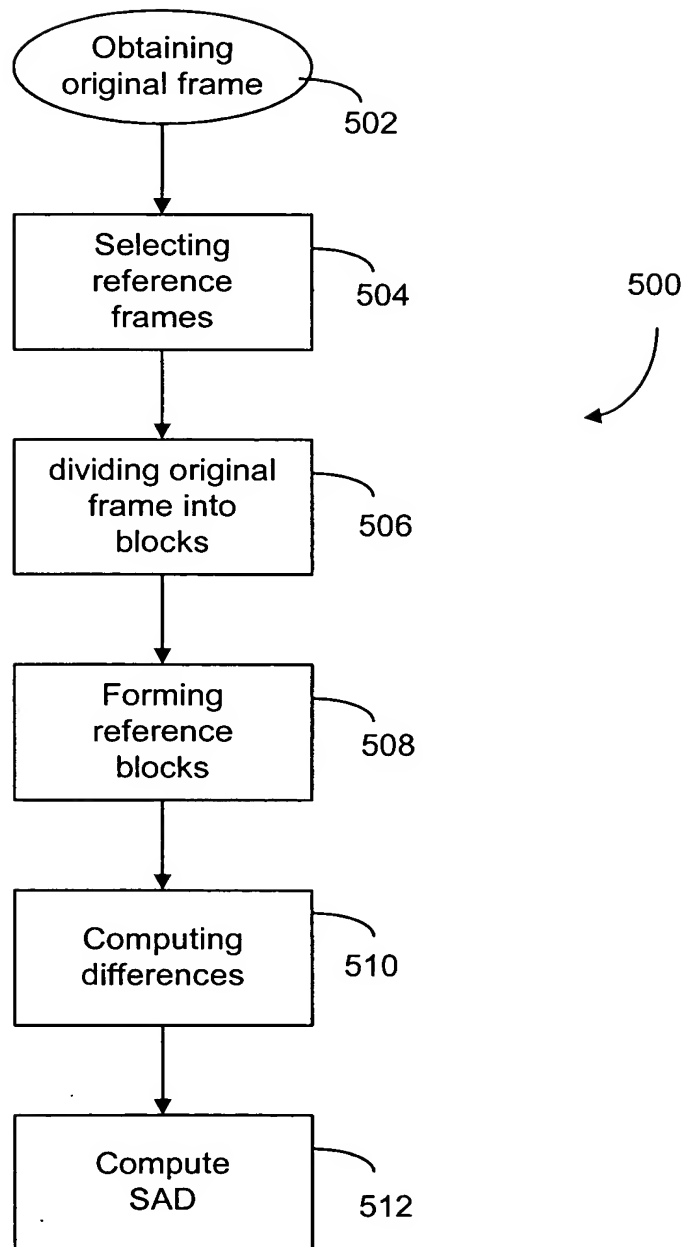 Obtaining
original frame
502
Selecting
reference
frames
504
500
dividing original
frame into
blocks
506
Forming
reference
blocks
508
Computing
differences
510
Compute
SAD
512